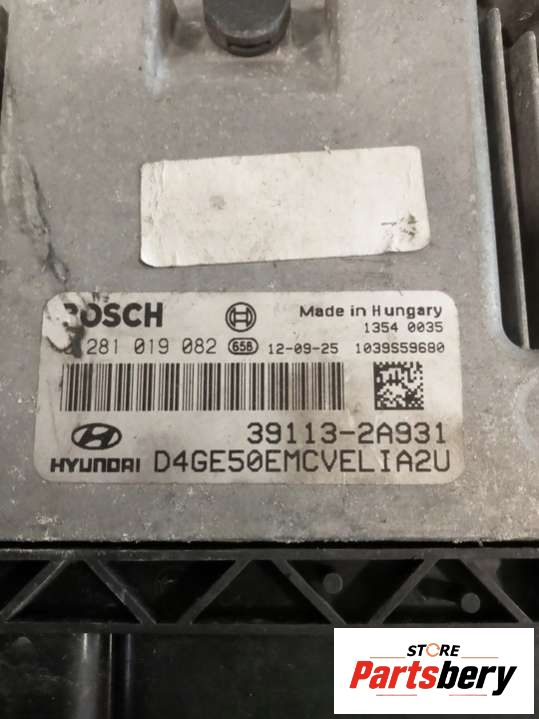 BOSCH
281 019 082 658 12-09-25 1039S59680
Made in Hungary
1354 0035
39113-2A931
HYUNDAI D4GE50EMCVELIA2U
STORE
Partsbery